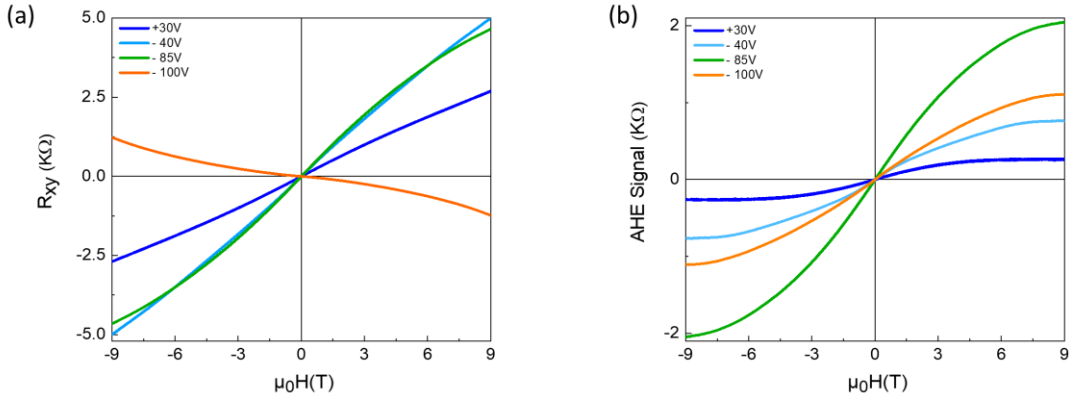 (a)
+30V
- 40V
- 85V
- 100V
5.0
2.5
0.0
-2.5
-5.0
-9
-6
-3
0
3
6
9
Rxy (KΩ)
μ0H(T)
(b)
+30V
- 40V
- 85V
- 100V
2
0
-2
-9
-6
-3
0
3
6
9
AHE Signal (KΩ)
μ0H(T)